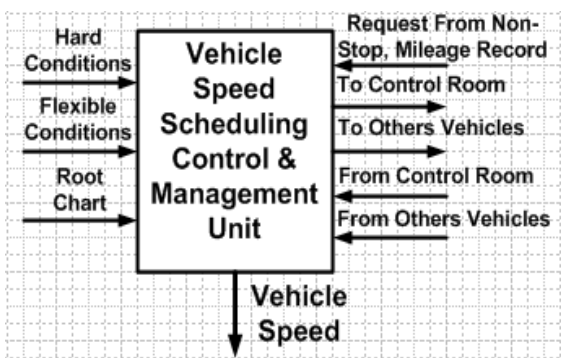 Hard
Conditions
Flexible
Conditions
Root
Chart
Vehicle
Speed
Scheduling
Control &
Management
Unit
Request From Non-
Stop, Mileage Record
To Control Room
To Others Vehicles
From Control Room
From Others Vehicles
Vehicle
Speed